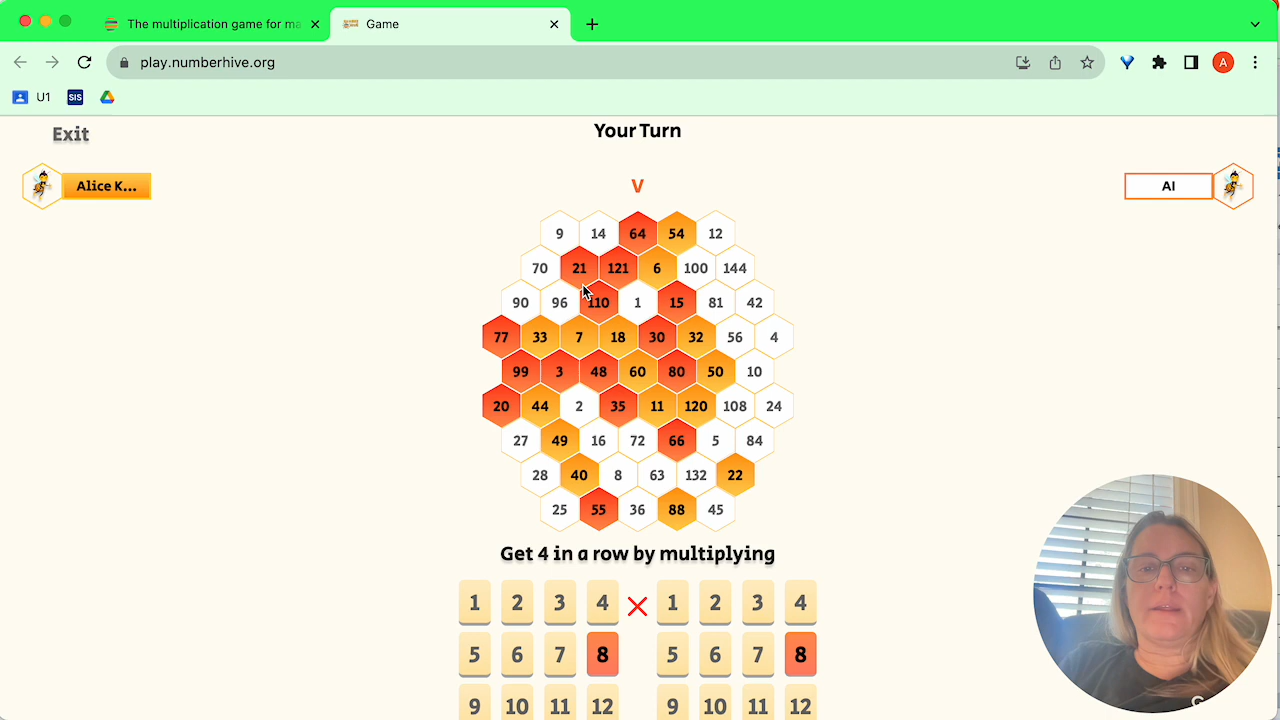 The multiplication game for ma
Game
play.numberhive.org
A
U1
SIS
Exit
Your Turn
Alice K...
V
AI
9 14 64 54 12
70 21 121 6 100 144
90 96 110 1 15 81 42
77 33 7 18 30 32 56 4
99 3 48 60 80 50 10
20 44 2 35 11 120 108 24
27 49 16 72 66 5 84
28 40 8 63 132 22
25 55 36 88 45
Get 4 in a row by multiplying
1 2 3 4 × 1 2 3 4
5 6 7 8 5 6 7 8
9 10 11 12 9 10 11 12